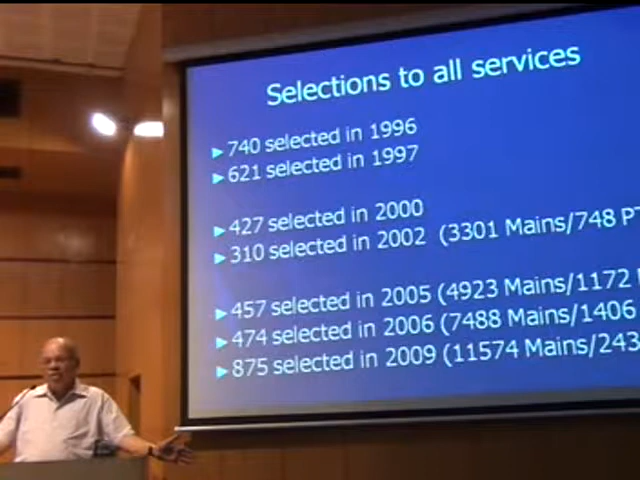 Selections to all services
740 selected in 1996
621 selected in 1997
427 selected in 2000
310 selected in 2002 (3301 Mains/748
457 selected in 2005 (4923 Mains/1172
474 selected in 2006 (7488 Mains/1406
875 selected in 2009 (11574 Mains/243